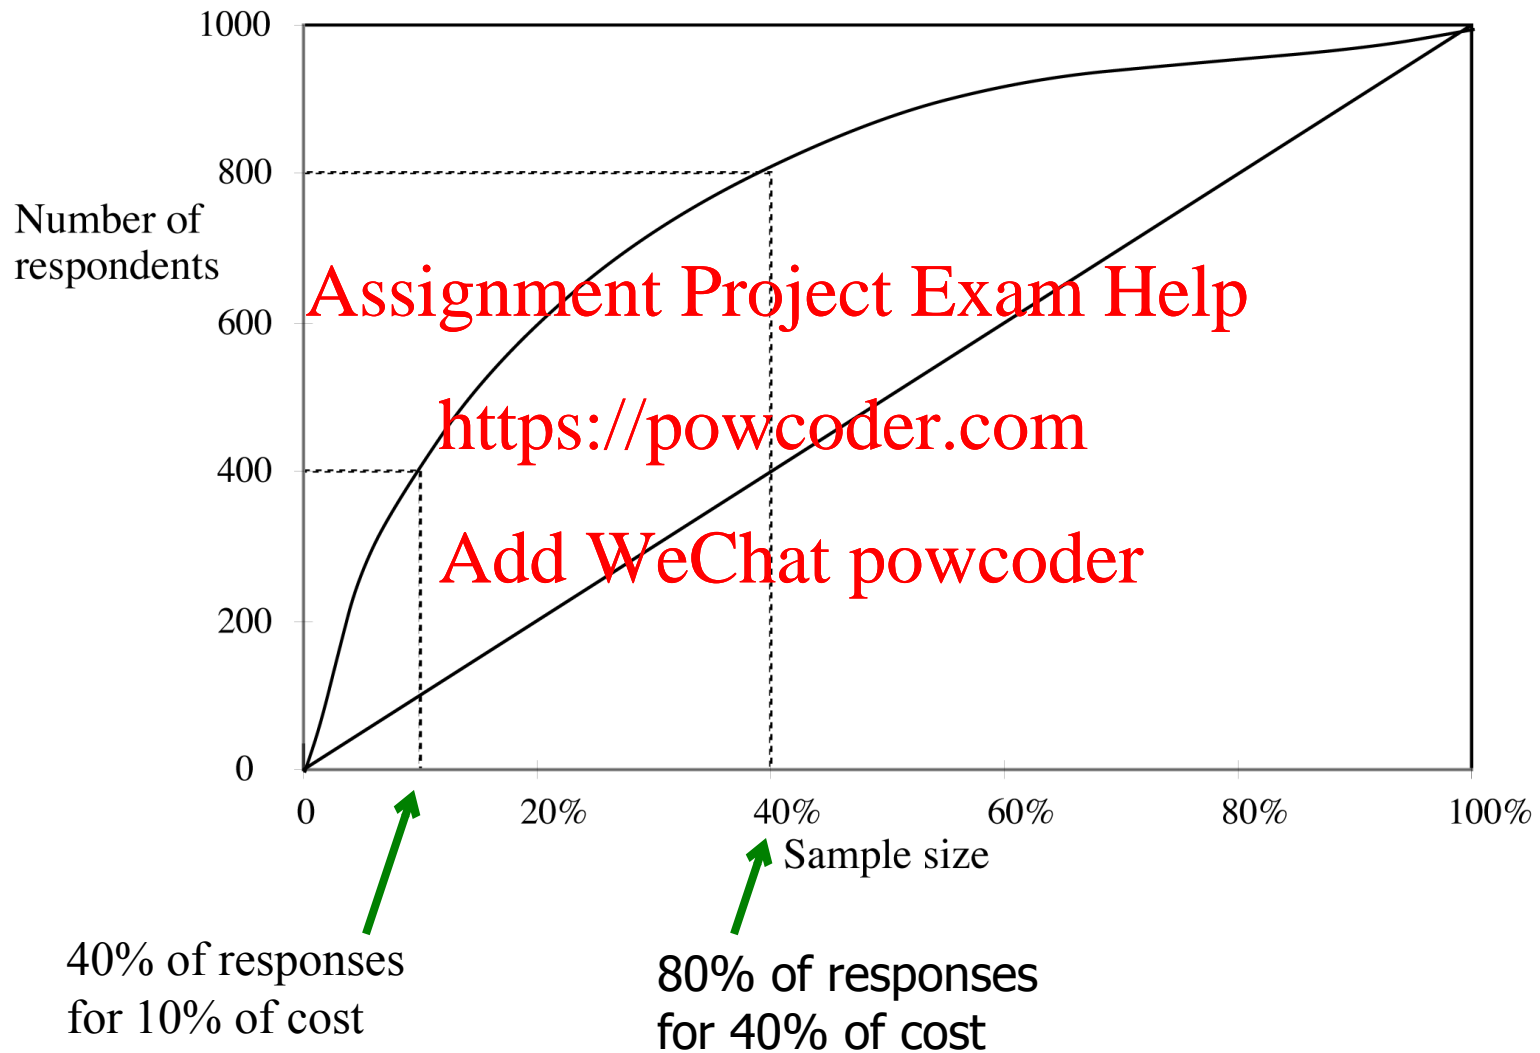 1000
800
Number of
respondents
Assignment Project Exam Help
600
https://powcoder.com
400
Add WeChat powcoder
200
0
0 20% 40% 60% 80% 100%
Sample size
40% of responses
for 10% of cost
80% of responses
for 40% of cost